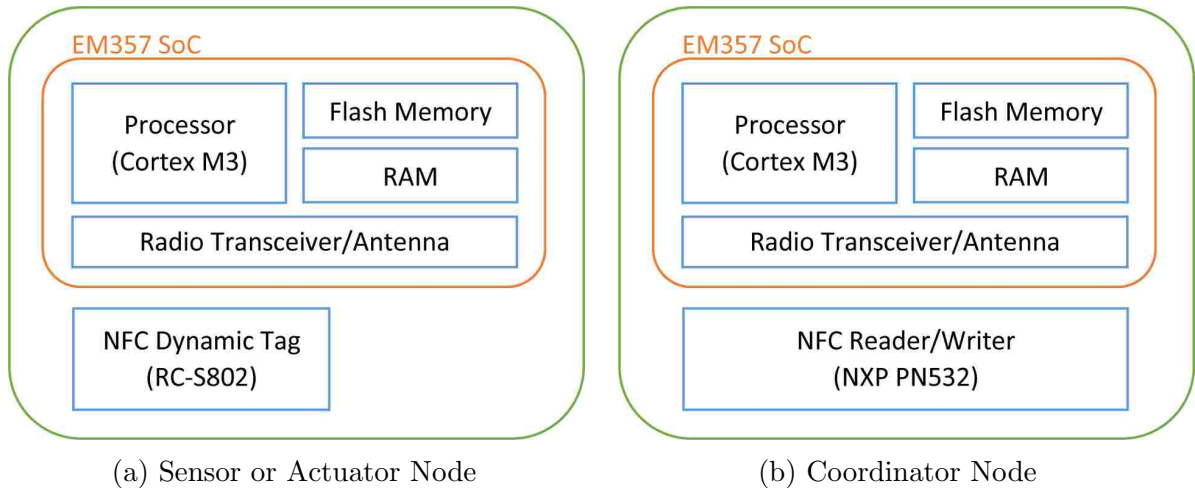 EM357 SoC
Processor
(Cortex M3)
Flash Memory
RAM
Radio Transceiver/Antenna
NFC Dynamic Tag
(RC-S802)
(a) Sensor or Actuator Node
EM357 SoC
Processor
(Cortex M3)
Flash Memory
RAM
Radio Transceiver/Antenna
NFC Reader/Writer
(NXP PN532)
(b) Coordinator Node